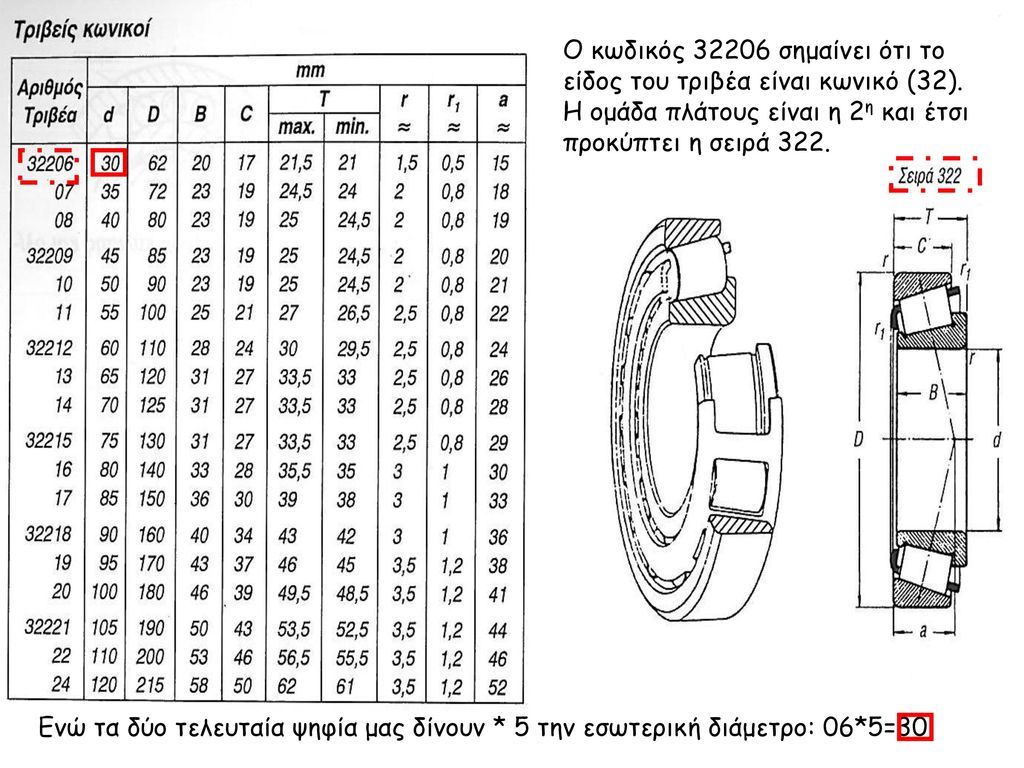 Τριβείς κωνικοί
Ο κωδικός 32206 σημαίνει ότι το
είδος του τριβέα είναι κωνικό (32).
Η ομάδα πλάτους είναι η 2η και έτσι
προκύπτει η σειρά 322.
Αριθμός Τριβέα mm
d D B C T r r1 a
max. min. ≈ ≈ ≈
32206 30 62 20 17 21,5 21 1,5 0,5 15
07 35 72 23 19 24,5 24 2 0,8 18
08 40 80 23 19 25 24,5 2 0,8 19
32209 45 85 23 19 25 24,5 2 0,8 20
10 50 90 23 19 25 24,5 2 0,8 21
11 55 100 25 21 27 26,5 2,5 0,8 22
32212 60 110 28 24 30 29,5 2,5 0,8 24
13 65 120 31 27 33,5 33 2,5 0,8 26
14 70 125 31 27 33,5 33 2,5 0,8 28
32215 75 130 31 27 33,5 33 2,5 0,8 29
16 80 140 33 28 35,5 35 3 1 30
17 85 150 36 30 39 38 3 1 33
32218 90 160 40 34 43 42 3 1 36
19 95 170 43 37 46 45 3,5 1,2 38
20 100 180 46 39 49,5 48,5 3,5 1,2 41
32221 105 190 50 43 53,5 52,5 3,5 1,2 44
22 110 200 53 46 56,5 55,5 3,5 1,2 46
24 120 215 58 50 62 61 3,5 1,2 52
Σειρά 322
T
C
r r1
r1 r
B
D d
a
Ενώ τα δύο τελευταία ψηφία μας δίνουν * 5 την εσωτερική διάμετρο: 06*5=30